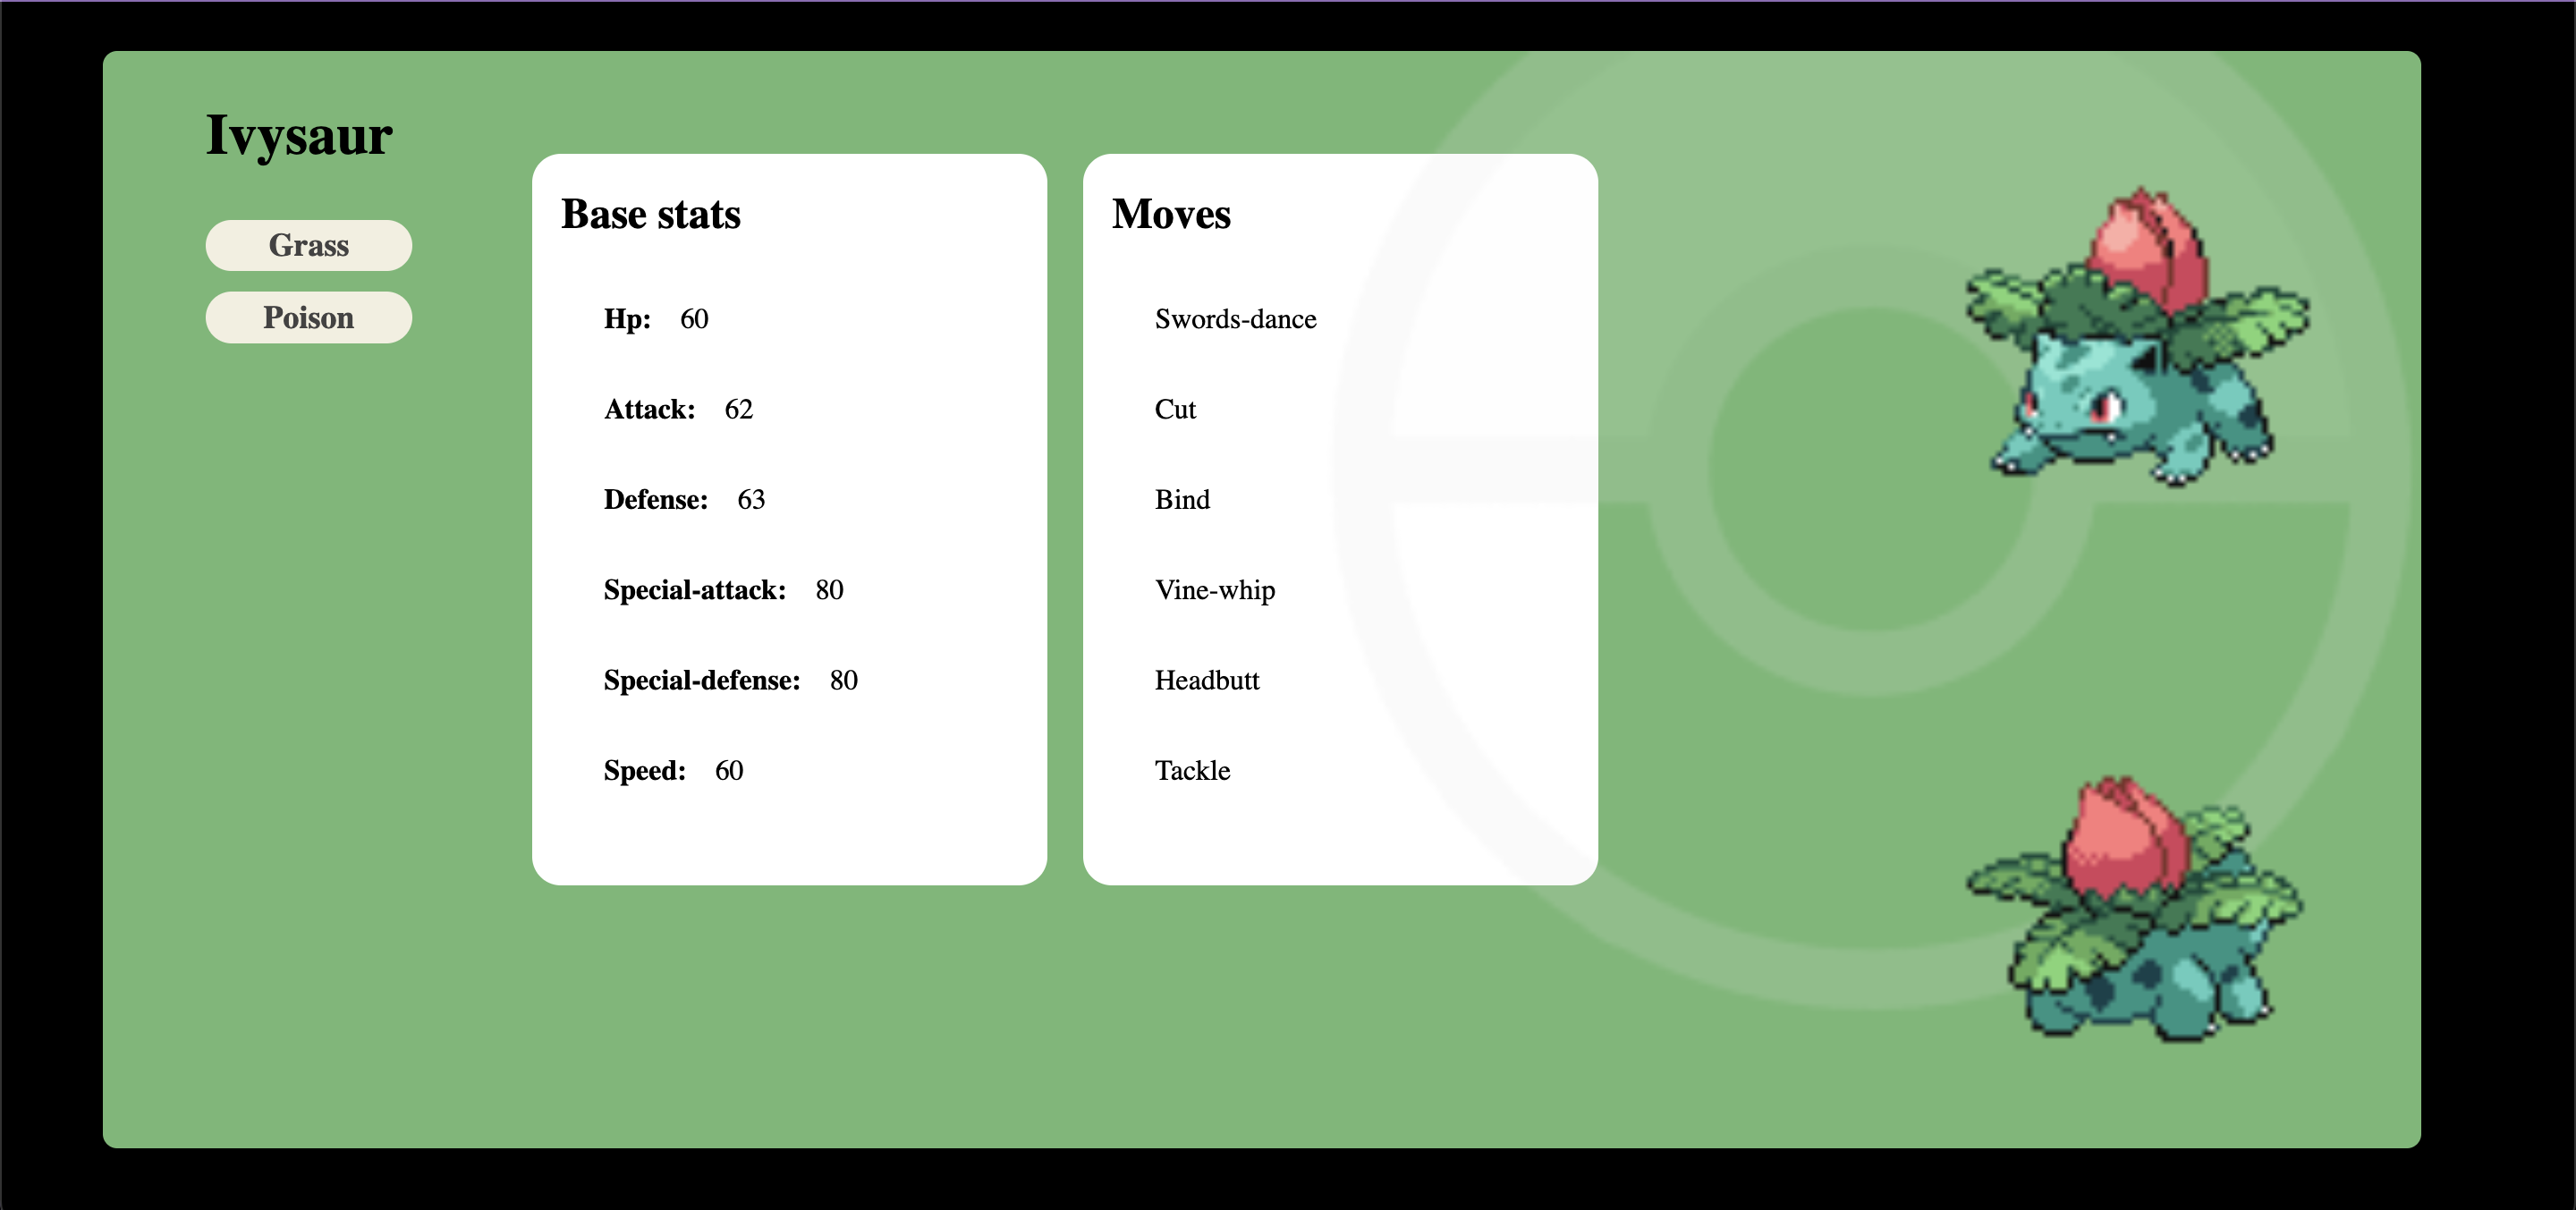 Ivysaur
Grass
Poison
Base stats
Hp: 60
Attack: 62
Defense: 63
Special-attack: 80
Special-defense: 80
Speed: 60
Moves
Swords-dance
Cut
Bind
Vine-whip
Headbutt
Tackle